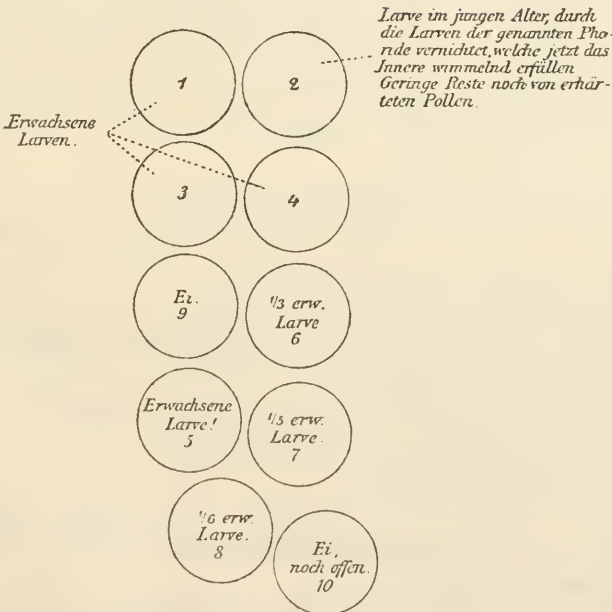 Larve im jungen Alter, durch
die Larven der genannten Pho-
ride vernichtet, welche jetzt das
Innere wimmelnd erfüllen
Geringe Reste noch von erhär-
teten Pollen.
1
2
Erwachsene
Larven.
3
4
Ei.
9
1/3 erw.
Larve
6
Erwachsene
Larve!
5
1/5 erw.
Larve.
7
1/6 erw.
Larve.
8
Ei,
noch offen.
10